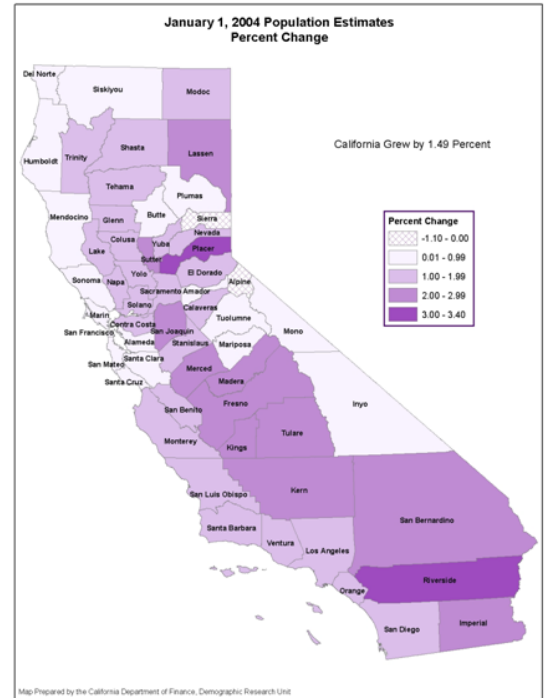 January 1, 2004 Population Estimates
Percent Change
Del Norte
Siskiyou
Modoc
Humboldt
Trinity
Shasta
Lassen
California Grew by 1.49 Percent
Tehama
Plumas
Mendocino
Glenn
Butte
Sierra
Nevada
Colusa
Yuba
Placer
Lake
Sutter
Yolo
El Dorado
Alpine
Sonoma
Napa
Sacramento
Amador
Solano
Calaveras
Marin
Contra Costa
San Joaquin
Tuolumne
Mono
San Francisco
Alameda
Stanislaus
Mariposa
San Mateo
Santa Clara
Merced
Madera
Santa Cruz
Fresno
Inyo
San Benito
Monterey
Kings
Tulare
San Luis Obispo
Kern
San Bernardino
Santa Barbara
Ventura
Los Angeles
Orange
Riverside
San Diego
Imperial
Percent Change
-1.10 - 0.00
0.01 - 0.99
1.00 - 1.99
2.00 - 2.99
3.00 - 3.40
Map Prepared by the California Department of Finance, Demographic Research Unit